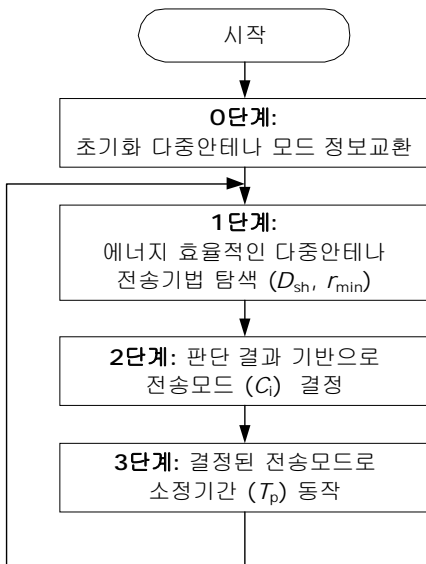 시작
0단계:
초기화 다중안테나 모드 정보교환
1단계:
에너지 효율적인 다중안테나
전송기법 탐색 (Dsh, rmin)
2단계: 판단 결과 기반으로
전송모드 (Ci) 결정
3단계: 결정된 전송모드로
소정기간 (Tp) 동작